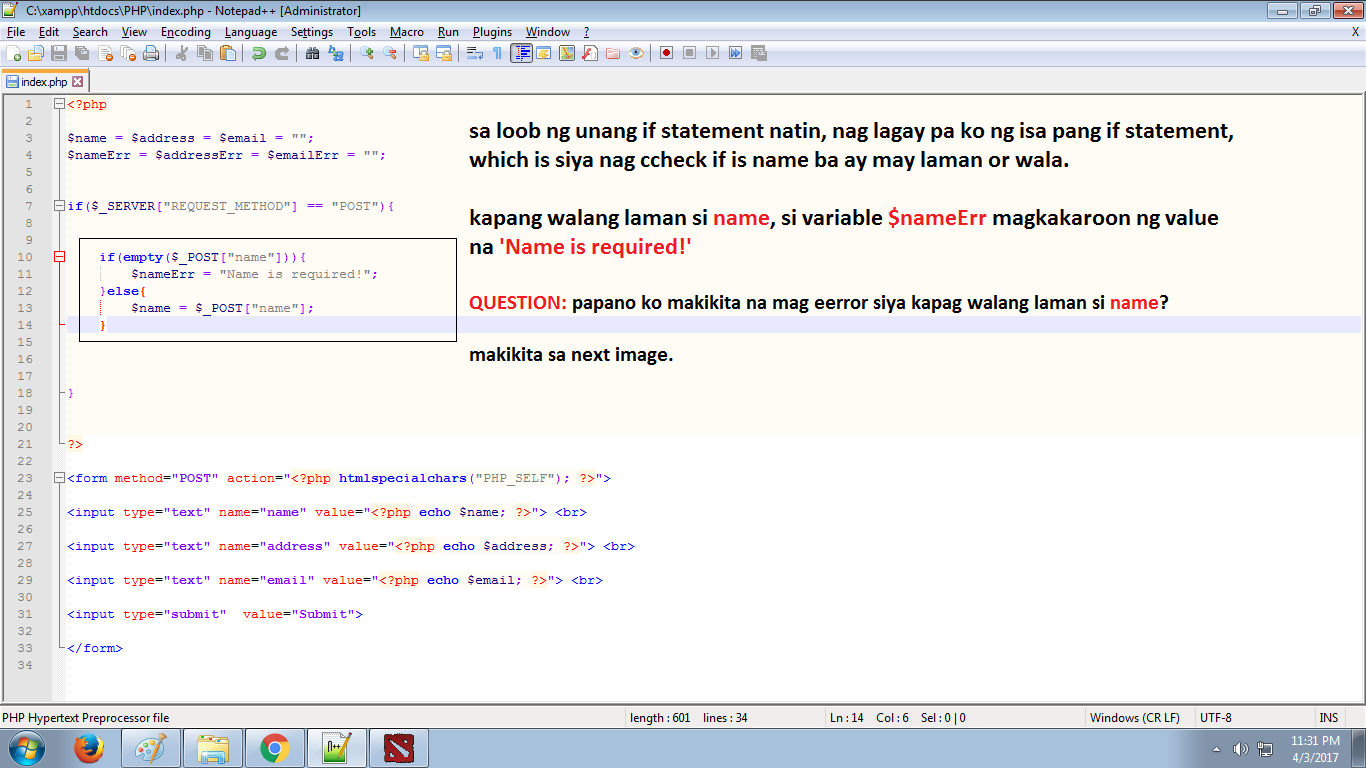 C:\xampp\htdocs\PHP\index.php - Notepad++ [Administrator]
File Edit Search View Encoding Language Settings Tools Macro Run Plugins Window ? X
index.php
1 <?php
2
3 $name = $address = $email = "";
4 $nameErr = $addressErr = $emailErr = "";
5
6
7 if($_SERVER["REQUEST_METHOD"] == "POST"){
8
9
10 if(empty($_POST["name"])){
11 $nameErr = "Name is required!";
12 }else{
13 $name = $_POST["name"];
14 }
15
16
17
18 }
19
20
21 ?>
22
23 <form method="POST" action="<?php htmlspecialchars("PHP_SELF"); ?>">
24
25 <input type="text" name="name" value="<?php echo $name; ?>"> <br>
26
27 <input type="text" name="address" value="<?php echo $address; ?>"> <br>
28
29 <input type="text" name="email" value="<?php echo $email; ?>"> <br>
30
31 <input type="submit"  value="Submit">
32
33 </form>
34
sa loob ng unang if statement natin, nag lagay pa ko ng isa pang if statement,
which is siya nag ccheck if is name ba ay may laman or wala.
kapang walang laman si name, si variable $nameErr magkakaroon ng value
na 'Name is required!'
QUESTION: papano ko makikita na mag eerror siya kapag walang laman si name?
makikita sa next image.
PHP Hypertext Preprocessor file length : 601 lines : 34 Ln : 14 Col : 6 Sel : 0 | 0 Windows (CR LF) UTF-8 INS
11:31 PM
4/3/2017